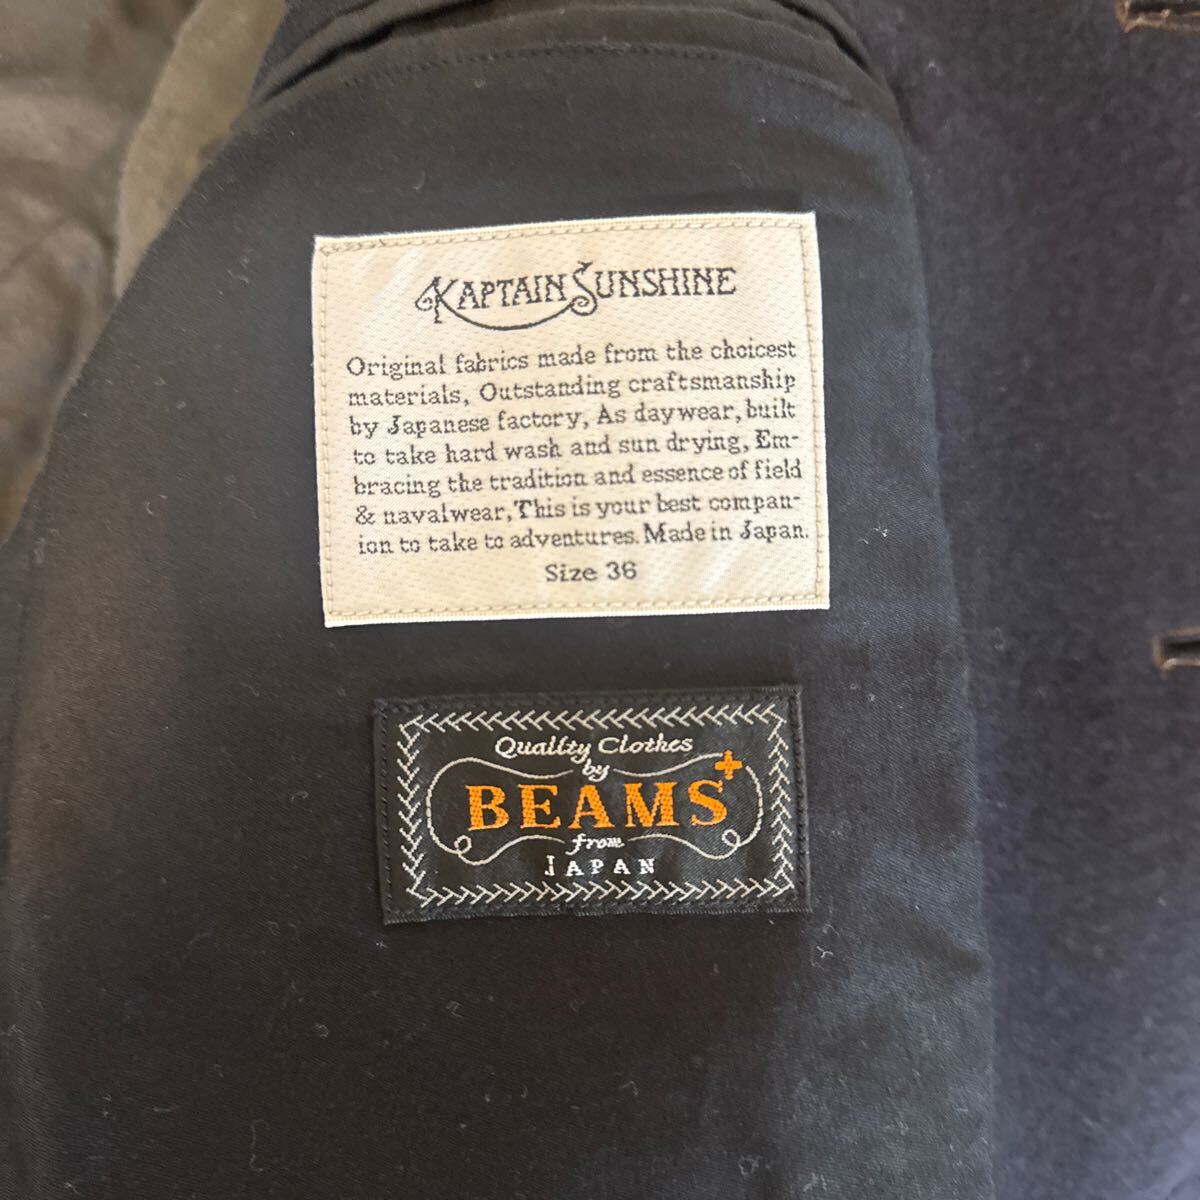 KAPTAIN SUNSHINE
Original fabrics made from the choicest
materials, Outstanding craftsmanship
by Japanese factory, As daywear, built
to take hard wash and sun drying, Em-
bracing the tradition and essence of field
& navalwear, This is your best compan-
ion to take to adventures. Made in Japan.
Size 36
Quality Clothes
by
BEAMS+
from
JAPAN